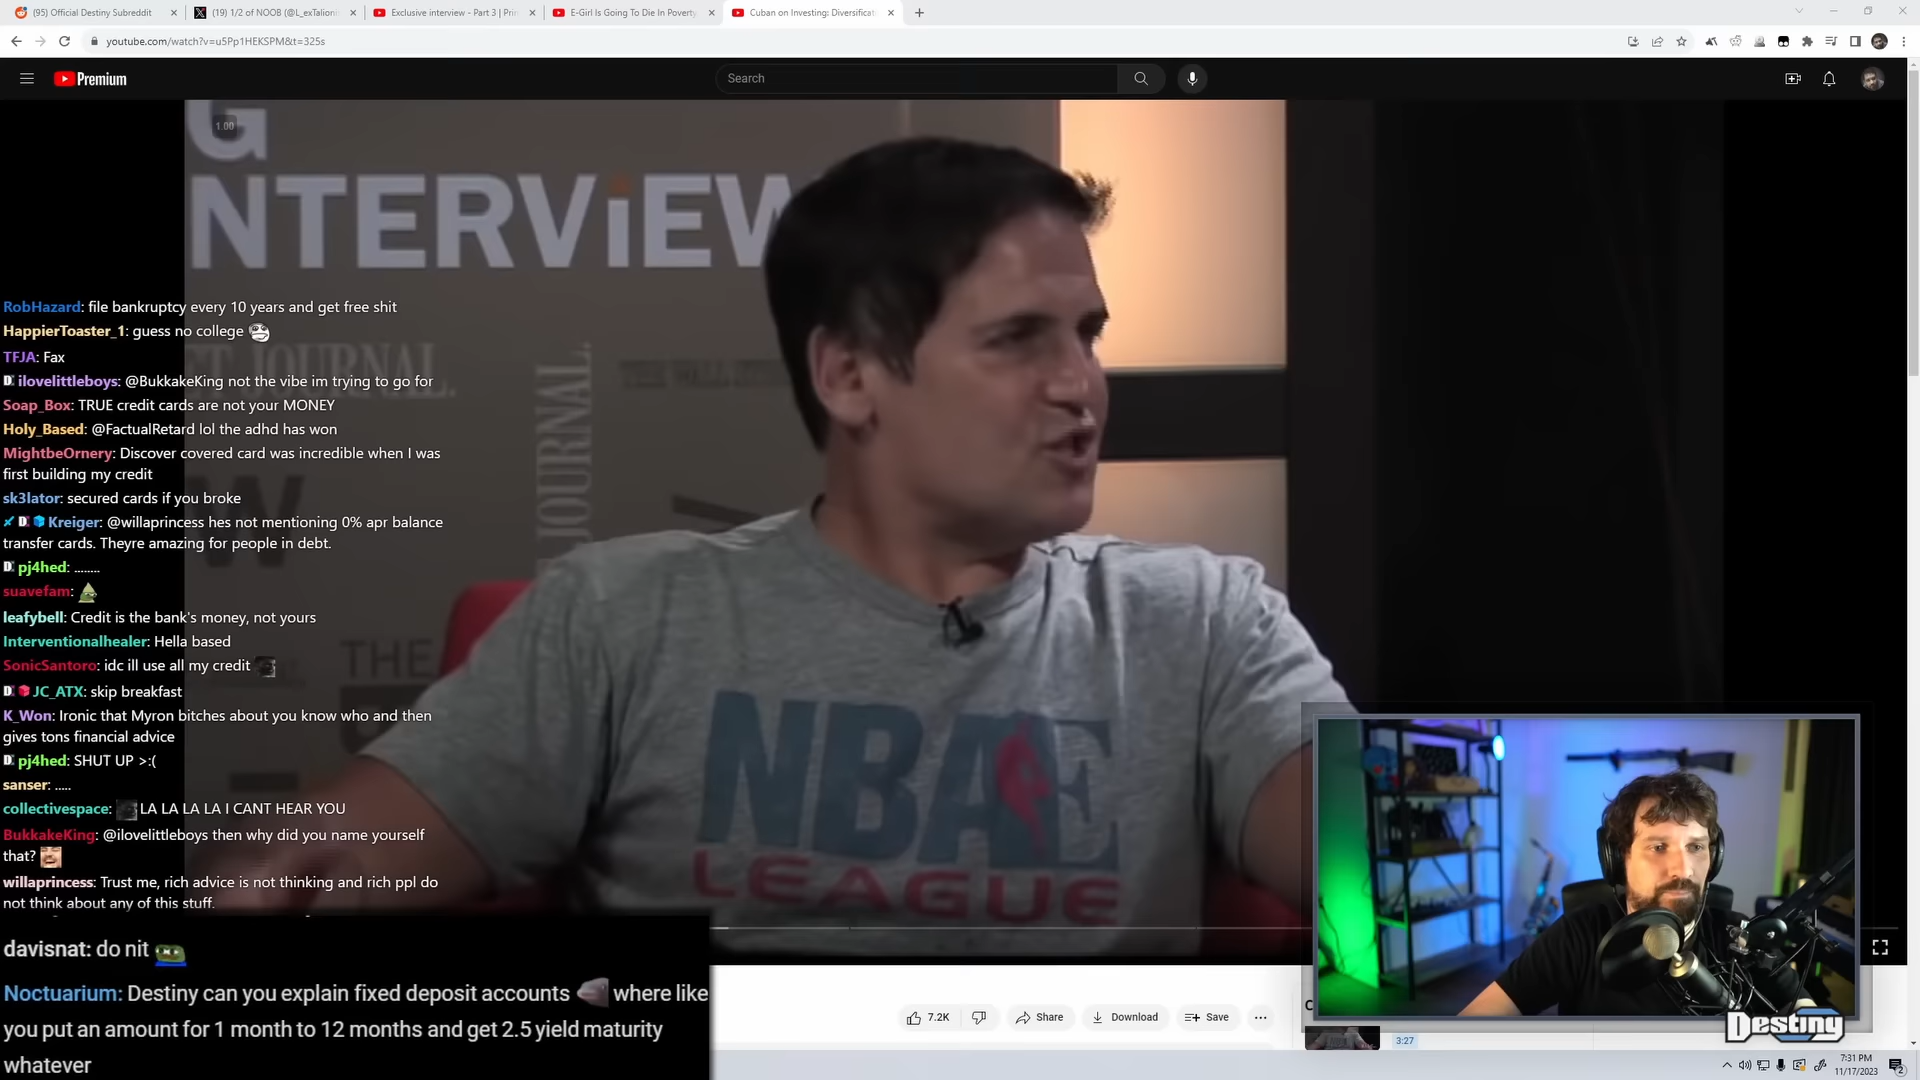 (95) Official Destiny Subreddit
(19) 1/2 of NOOB (@L_exTalioni
Exclusive interview - Part 3 | Pri
E-Girl Is Going To Die In Poverty
Cuban on Investing: Diversificati
youtube.com/watch?v=u5Pp1HEKSPM&t=325s
Premium
Search
1.00
G
NTERViEW
JOURNAL.
JOURNAL.
THE
RobHazard: file bankruptcy every 10 years and get free shit
HappierToaster_1: guess no college
TFJA: Fax
ilovelittleboys: @BukkakeKing not the vibe im trying to go for
Soap_Box: TRUE credit cards are not your MONEY
Holy_Based: @FactualRetard lol the adhd has won
MightbeOrnery: Discover covered card was incredible when I was
first building my credit
sk3lator: secured cards if you broke
Kreiger: @willaprincess hes not mentioning 0% apr balance
transfer cards. Theyre amazing for people in debt.
pj4hed: ........
suavefam:
leafybell: Credit is the bank's money, not yours
Interventionalhealer: Hella based
SonicSantoro: idc ill use all my credit
JC_ATX: skip breakfast
K_Won: Ironic that Myron bitches about you know who and then
gives tons financial advice
pj4hed: SHUT UP >:(
sanser: .....
collectivespace: LA LA LA LA I CANT HEAR YOU
BukkakeKing: @ilovelittleboys then why did you name yourself
that?
willaprincess: Trust me, rich advice is not thinking and rich ppl do
not think about any of this stuff.
NBAE
LEAGUE
davisnat: do nit
Noctuarium: Destiny can you explain fixed deposit accounts where like
you put an amount for 1 month to 12 months and get 2.5 yield maturity
whatever
7.2K
Share
Download
Save
C
3:27
Destiny
7:31 PM
11/17/2023
2